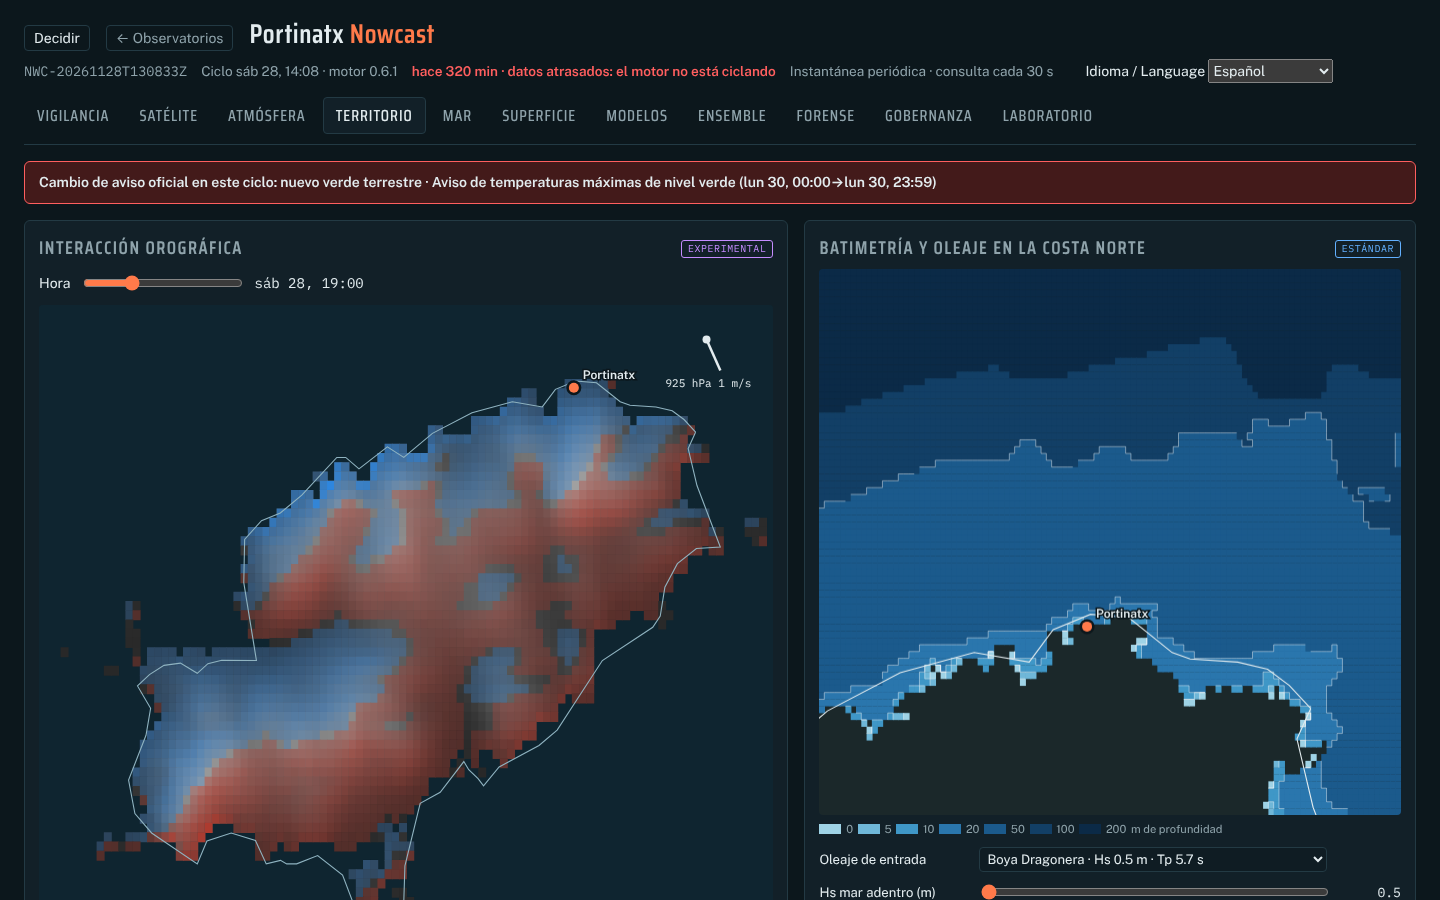 Decidir
← Observatorios
Portinatx Nowcast
NWC-20261128T130833Z Ciclo sáb 28, 14:08 · motor 0.6.1 hace 320 min · datos atrasados: el motor no está ciclando Instantánea periódica · consulta cada 30 s Idioma / Language Español
VIGILANCIA SATÉLITE ATMÓSFERA TERRITORIO MAR SUPERFICIE MODELOS ENSEMBLE FORENSE GOBERNANZA LABORATORIO
Cambio de aviso oficial en este ciclo: nuevo verde terrestre · Aviso de temperaturas máximas de nivel verde (lun 30, 00:00→lun 30, 23:59)
INTERACCIÓN OROGRÁFICA
EXPERIMENTAL
Hora sáb 28, 19:00
Portinatx
925 hPa 1 m/s
BATIMETRÍA Y OLEAJE EN LA COSTA NORTE
ESTÁNDAR
Portinatx
0 5 10 20 50 100 200 m de profundidad
Oleaje de entrada Boya Dragonera · Hs 0.5 m · Tp 5.7 s
Hs mar adentro (m) 0.5